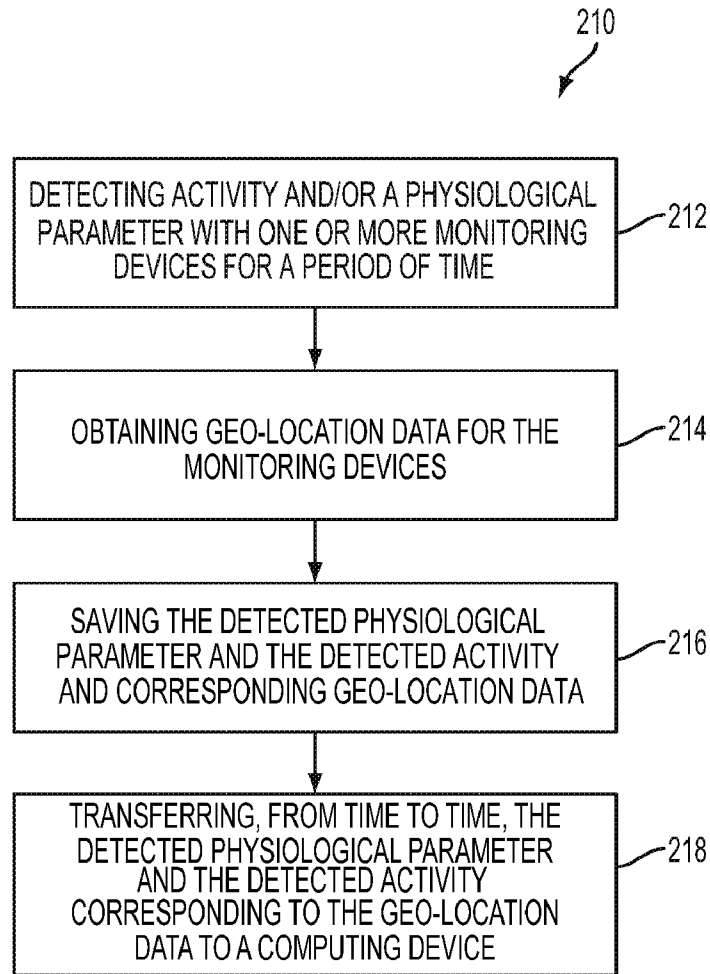 210
DETECTING ACTIVITY AND/OR A PHYSIOLOGICAL
PARAMETER WITH ONE OR MORE MONITORING
DEVICES FOR A PERIOD OF TIME
212
OBTAINING GEO-LOCATION DATA FOR THE
MONITORING DEVICES
214
SAVING THE DETECTED PHYSIOLOGICAL
PARAMETER AND THE DETECTED ACTIVITY
AND CORRESPONDING GEO-LOCATION DATA
216
TRANSFERRING, FROM TIME TO TIME, THE
DETECTED PHYSIOLOGICAL PARAMETER
AND THE DETECTED ACTIVITY
CORRESPONDING TO THE GEO-LOCATION
DATA TO A COMPUTING DEVICE
218